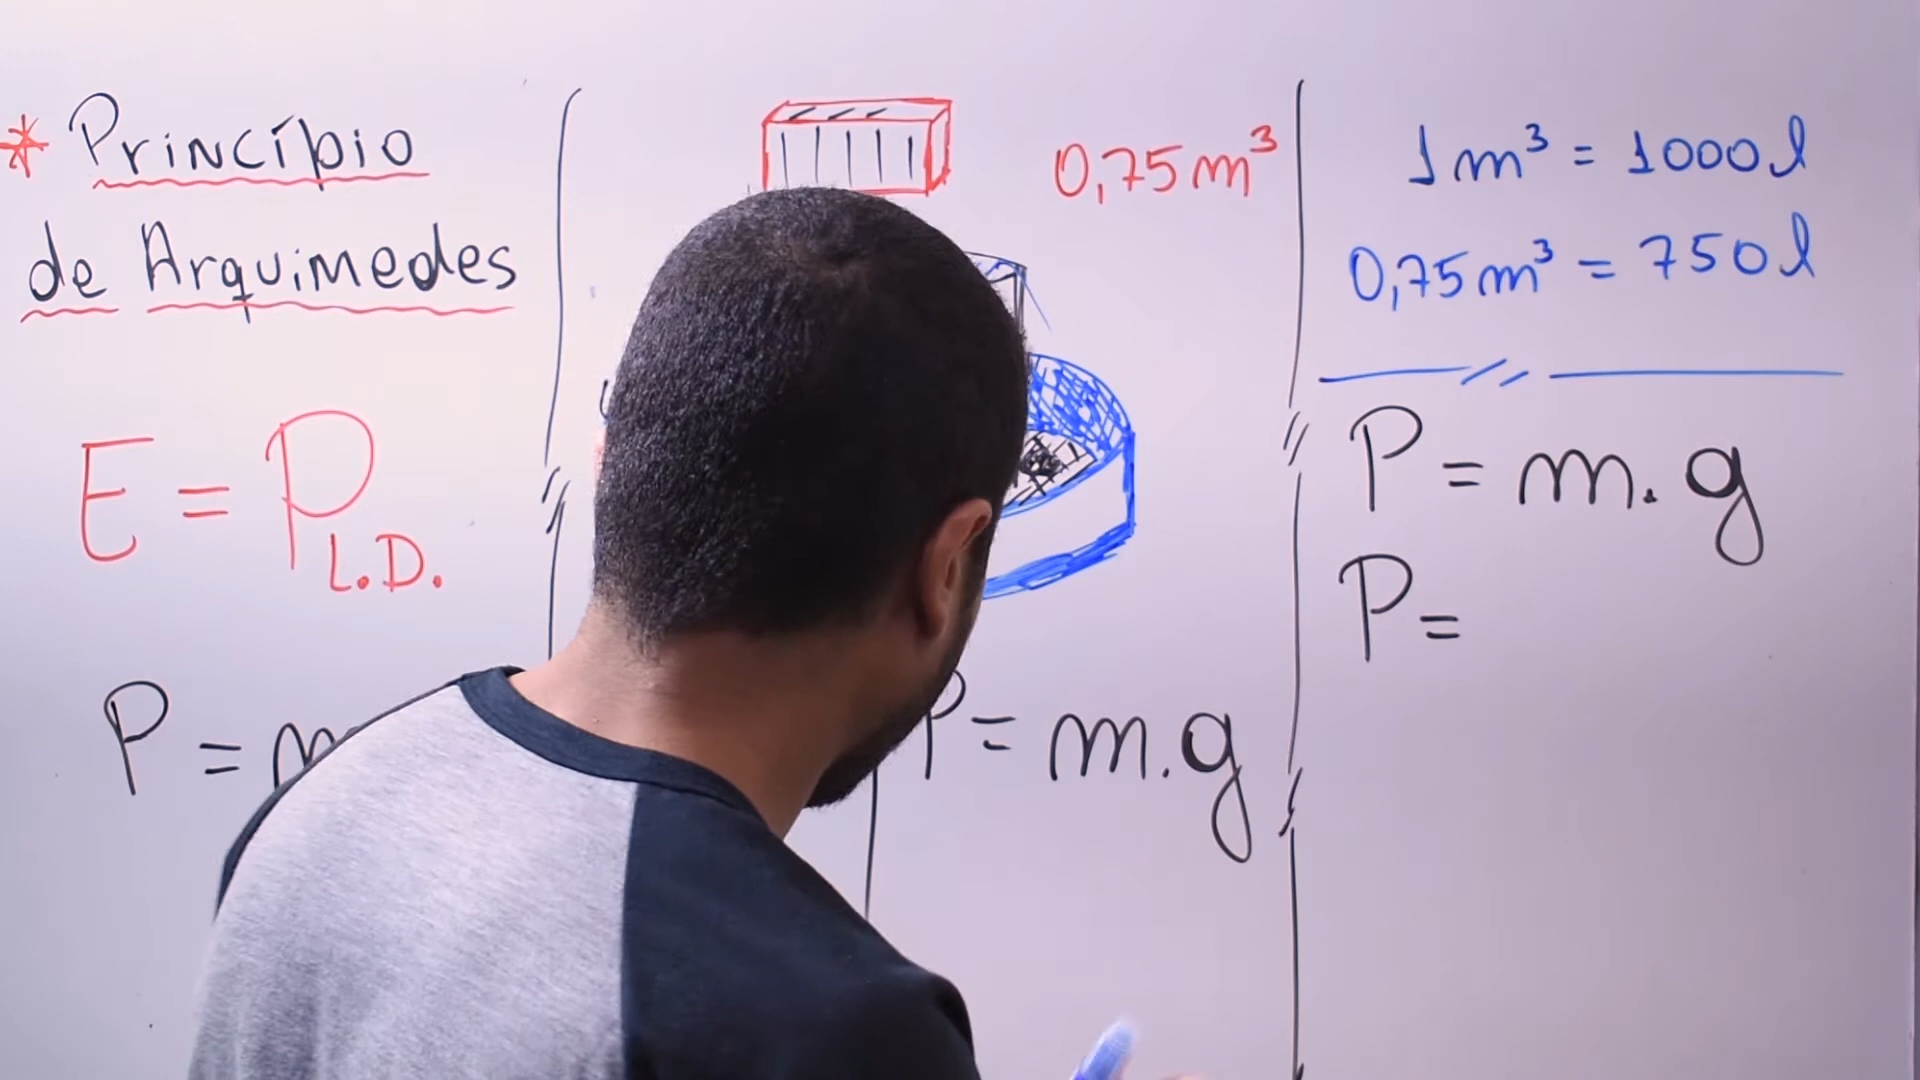 * Princípio
de Arquimedes
E = P L.D.
P = m
0,75 m³
P = m.g
1 m³ = 1000 l
0,75 m³ = 750 l
P = m.g
P =